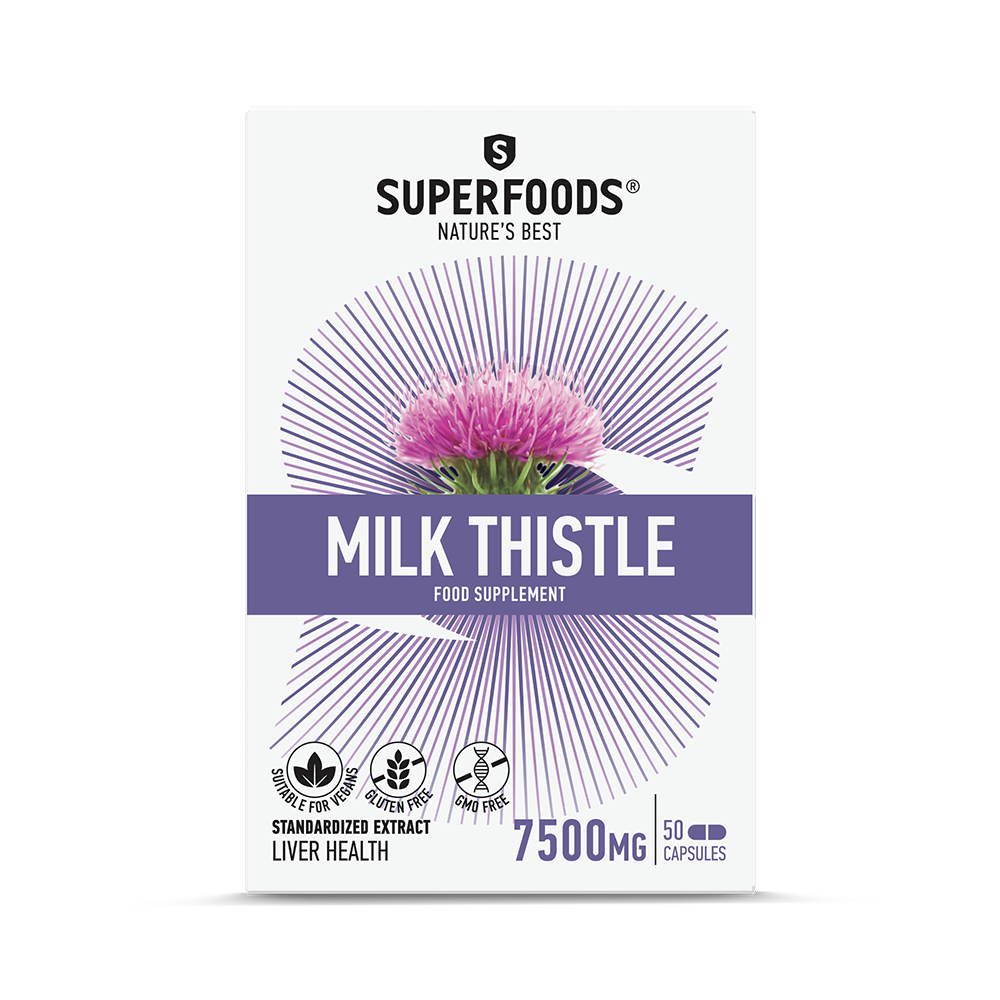 S
SUPERFOODS®
NATURE'S BEST
MILK THISTLE
FOOD SUPPLEMENT
SUITABLE FOR VEGANS
GLUTEN FREE
GMO FREE
STANDARDIZED EXTRACT
LIVER HEALTH
7500MG
50
CAPSULES